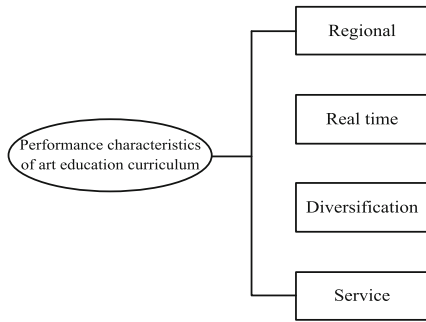 Regional
Real time
Performance characteristics
of art education curriculum
Diversification
Service